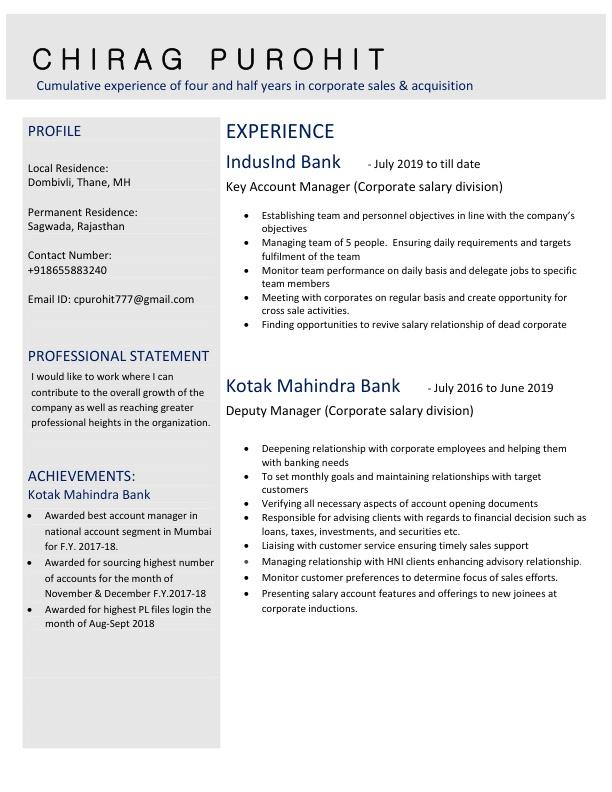 CHIRAG PUROHIT
Cumulative experience of four and half years in corporate sales & acquisition
PROFILE
Local Residence:
Dombivli, Thane, MH
Permanent Residence:
Sagwada, Rajasthan
Contact Number:
+918655883240
Email ID: cpurohit777@gmail.com
PROFESSIONAL STATEMENT
I would like to work where I can
contribute to the overall growth of the
company as well as reaching greater
professional heights in the organization.
ACHIEVEMENTS:
Kotak Mahindra Bank
• Awarded best account manager in
national account segment in Mumbai
for F.Y. 2017-18.
• Awarded for sourcing highest number
of accounts for the month of
November & December F.Y.2017-18
• Awarded for highest PL files login the
month of Aug-Sept 2018
EXPERIENCE
IndusInd Bank - July 2019 to till date
Key Account Manager (Corporate salary division)
• Establishing team and personnel objectives in line with the company's
objectives
• Managing team of 5 people. Ensuring daily requirements and targets
fulfilment of the team
• Monitor team performance on daily basis and delegate jobs to specific
team members
• Meeting with corporates on regular basis and create opportunity for
cross sale activities.
• Finding opportunities to revive salary relationship of dead corporate
Kotak Mahindra Bank - July 2016 to June 2019
Deputy Manager (Corporate salary division)
• Deepening relationship with corporate employees and helping them
with banking needs
• To set monthly goals and maintaining relationships with target
customers
• Verifying all necessary aspects of account opening documents
• Responsible for advising clients with regards to financial decision such as
loans, taxes, investments, and securities etc.
• Liaising with customer service ensuring timely sales support
• Managing relationship with HNI clients enhancing advisory relationship.
• Monitor customer preferences to determine focus of sales efforts.
• Presenting salary account features and offerings to new joinees at
corporate inductions.